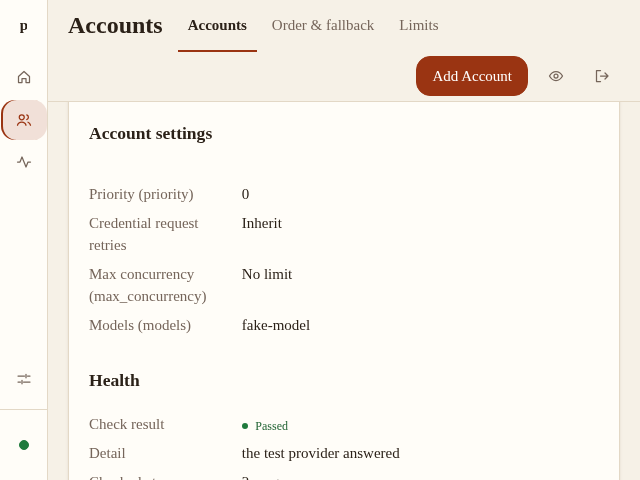 p
Accounts
Accounts
Order & fallback
Limits
Add Account
Account settings
Priority (priority)
0
Credential request
retries
Inherit
Max concurrency
(max_concurrency)
No limit
Models (models)
fake-model
Health
Check result
Passed
Detail
the test provider answered